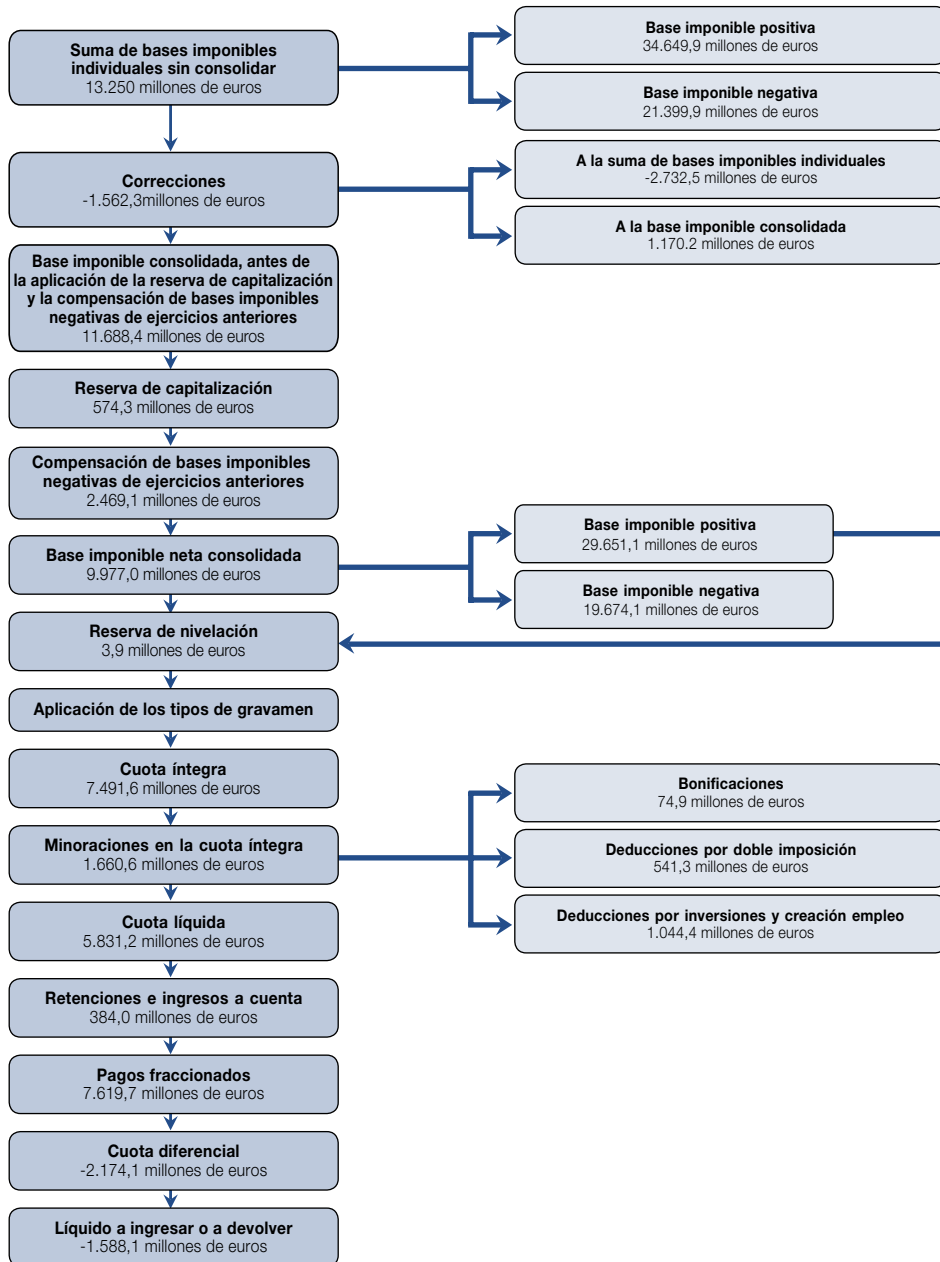 Suma de bases imponibles
individuales sin consolidar
13.250 millones de euros
Base imponible positiva
34.649,9 millones de euros
Base imponible negativa
21.399,9 millones de euros
Correcciones
-1.562,3millones de euros
A la suma de bases imponibles individuales
-2.732,5 millones de euros
A la base imponible consolidada
1.170.2 millones de euros
Base imponible consolidada, antes de
la aplicación de la reserva de capitalización
y la compensación de bases imponibles
negativas de ejercicios anteriores
11.688,4 millones de euros
Reserva de capitalización
574,3 millones de euros
Compensación de bases imponibles
negativas de ejercicios anteriores
2.469,1 millones de euros
Base imponible neta consolidada
9.977,0 millones de euros
Base imponible positiva
29.651,1 millones de euros
Base imponible negativa
19.674,1 millones de euros
Reserva de nivelación
3,9 millones de euros
Aplicación de los tipos de gravamen
Cuota íntegra
7.491,6 millones de euros
Minoraciones en la cuota íntegra
1.660,6 millones de euros
Bonificaciones
74,9 millones de euros
Deducciones por doble imposición
541,3 millones de euros
Deducciones por inversiones y creación empleo
1.044,4 millones de euros
Cuota líquida
5.831,2 millones de euros
Retenciones e ingresos a cuenta
384,0 millones de euros
Pagos fraccionados
7.619,7 millones de euros
Cuota diferencial
-2.174,1 millones de euros
Líquido a ingresar o a devolver
-1.588,1 millones de euros